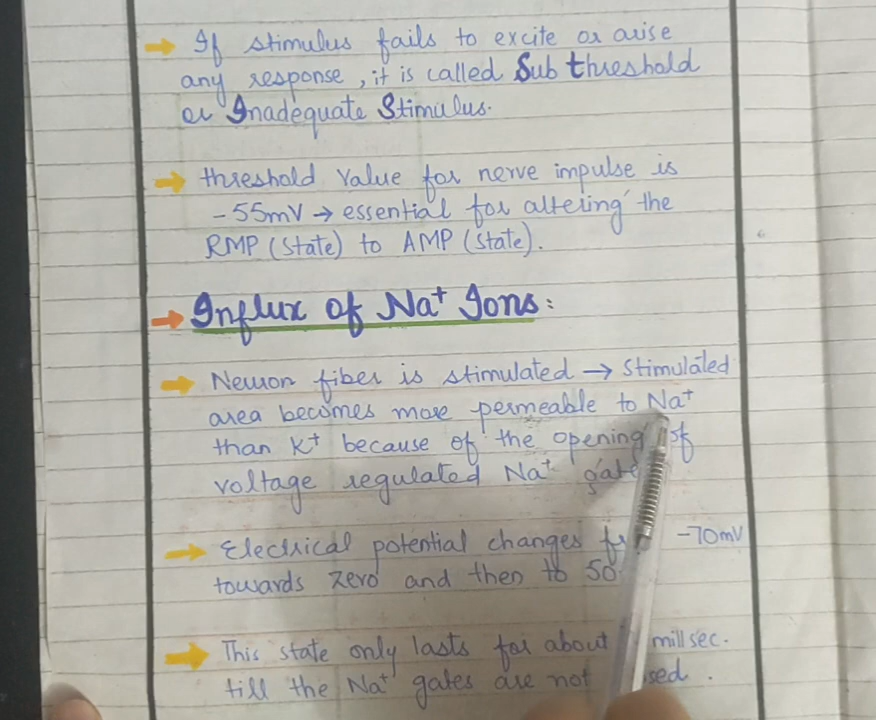 → If stimulus fails to excite or arise
any response, it is called Sub threshold
or Inadequate Stimulus.
→ threshold value for nerve impulse is
-55mV → essential for altering the
RMP (State) to AMP (State).
→ Influx of Na⁺ Ions:
→ Neuron fiber is stimulated → Stimulated
area becomes more permeable to Na⁺
than K⁺ because of the opening of
voltage regulated Na⁺
→ Electrical potential changes -70mV
towards zero and then to 50
→ This state only lasts for about millsec.
till the Na⁺ gates are not